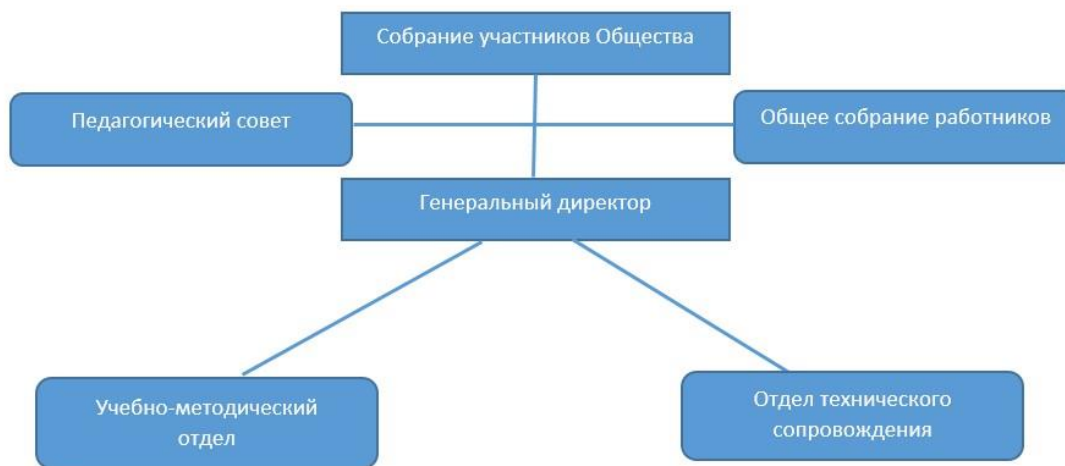 Собрание участников Общества
Педагогический совет
Общее собрание работников
Генеральный директор
Учебно-методический
отдел
Отдел технического
сопровождения